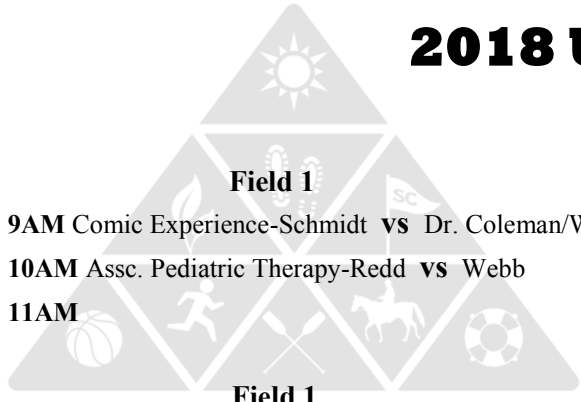 2018
Field 1
9AM Comic Experience-Schmidt vs Dr. Coleman/
10AM Assc. Pediatric Therapy-Redd vs Webb
11AM
SC
Field 1